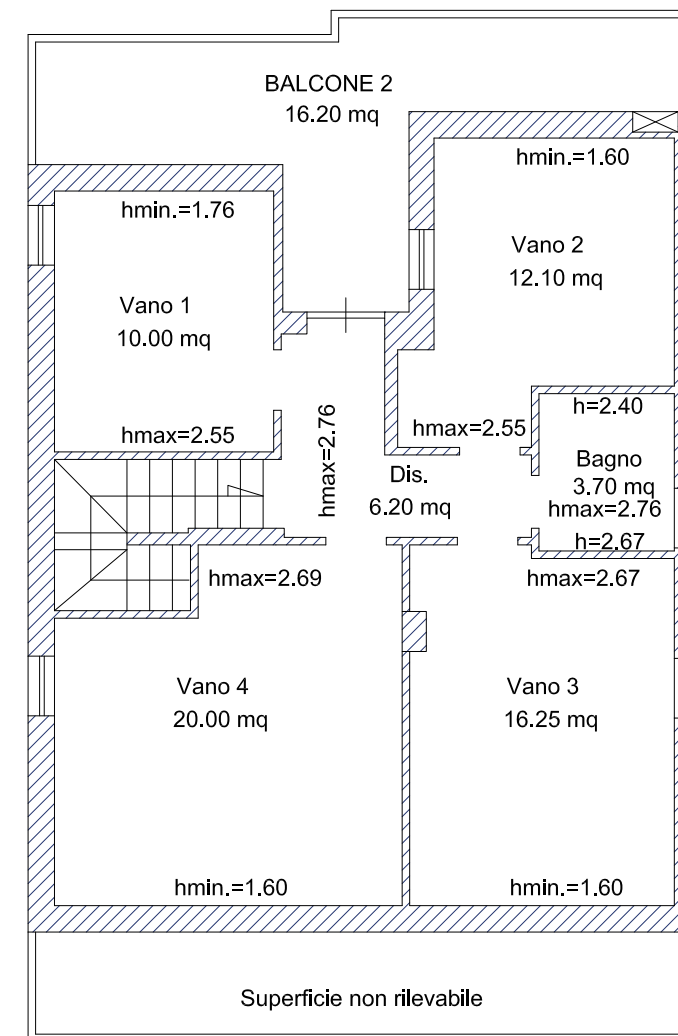 BALCONE 2
16.20 mq
hmin.=1.60
hmin.=1.76
Vano 2
12.10 mq
Vano 1
10.00 mq
h=2.40
hmax=2.55
hmax=2.55
hmax=2.76
Bagno
3.70 mq
hmax=2.76
h=2.67
Dis.
6.20 mq
hmax=2.69
hmax=2.67
Vano 4
20.00 mq
Vano 3
16.25 mq
hmin.=1.60
hmin.=1.60
Superficie non rilevabile